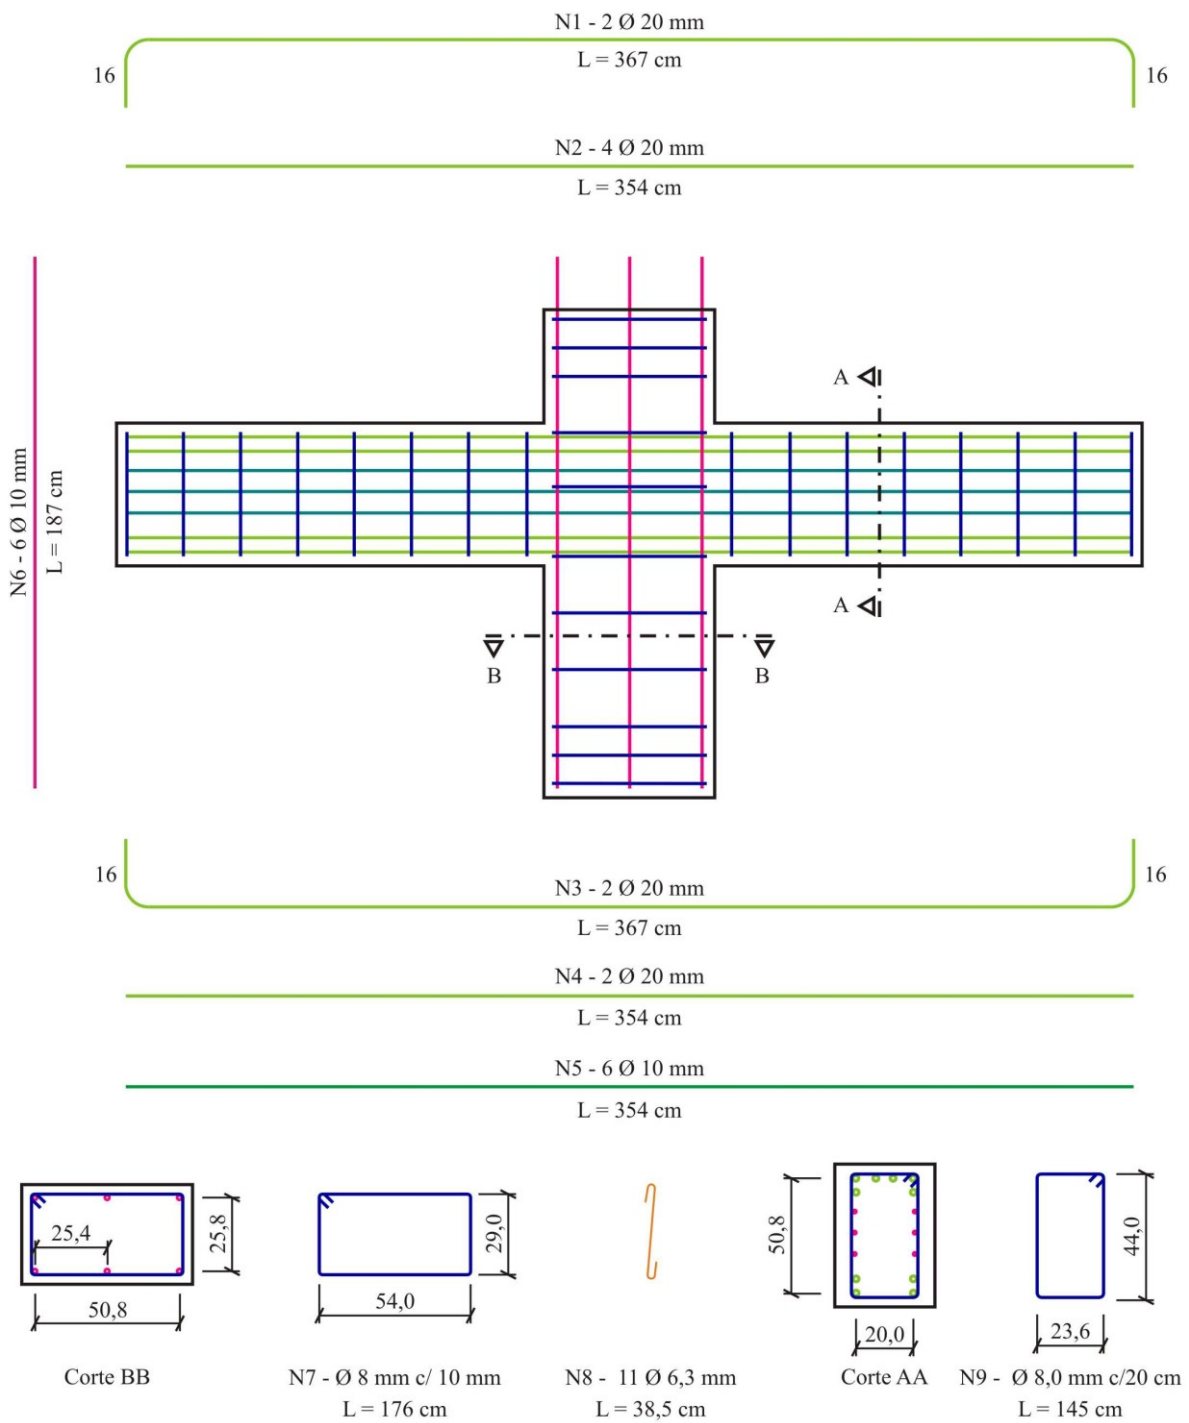 N1 - 2 Ø 20 mm
16
L = 367 cm
16
N2 - 4 Ø 20 mm
L = 354 cm
N6 - 6 Ø 10 mm
L = 187 cm
A
A
B
B
16
N3 - 2 Ø 20 mm
16
L = 367 cm
N4 - 2 Ø 20 mm
L = 354 cm
N5 - 6 Ø 10 mm
L = 354 cm
25,4
25,8
50,8
29,0
54,0
50,8
20,0
44,0
23,6
Corte BB
N7 - Ø 8 mm c/ 10 mm
L = 176 cm
N8 - 11 Ø 6,3 mm
L = 38,5 cm
Corte AA
N9 - Ø 8,0 mm c/20 cm
L = 145 cm